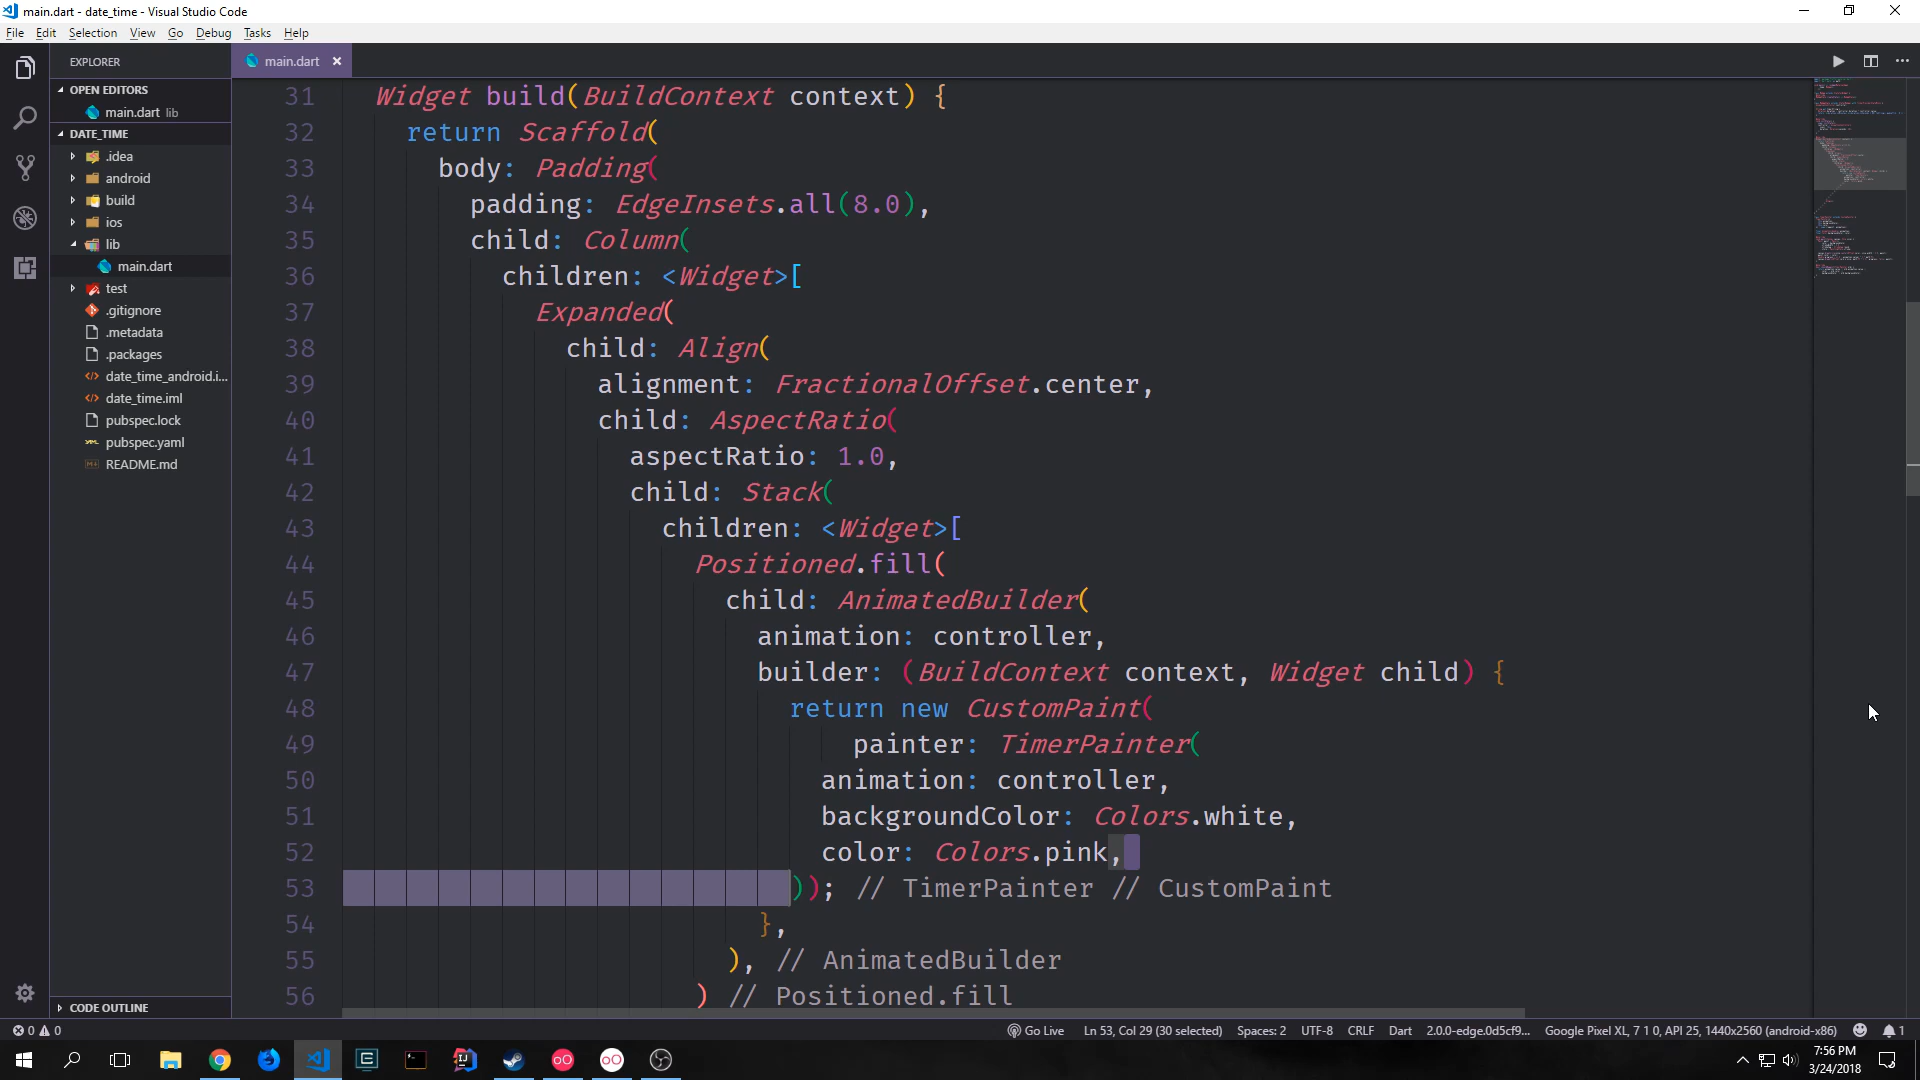 main.dart - date_time - Visual Studio Code
File Edit Selection View Go Debug Tasks Help
EXPLORER
OPEN EDITORS
main.dart lib
DATE_TIME
.idea
android
build
ios
lib
main.dart
test
.gitignore
.metadata
.packages
date_time_android.i...
date_time.iml
pubspec.lock
pubspec.yaml
README.md
CODE OUTLINE
main.dart
31 Widget build(BuildContext context) {
32 return Scaffold(
33 body: Padding(
34 padding: EdgeInsets.all(8.0),
35 child: Column(
36 children: <Widget>[
37 Expanded(
38 child: Align(
39 alignment: FractionalOffset.center,
40 child: AspectRatio(
41 aspectRatio: 1.0,
42 child: Stack(
43 children: <Widget>[
44 Positioned.fill(
45 child: AnimatedBuilder(
46 animation: controller,
47 builder: (BuildContext context, Widget child) {
48 return new CustomPaint(
49 painter: TimerPainter(
50 animation: controller,
51 backgroundColor: Colors.white,
52 color: Colors.pink,
53 )); // TimerPainter // CustomPaint
54 },
55 ), // AnimatedBuilder
56 ) // Positioned.fill
0 0 Go Live Ln 53, Col 29 (30 selected) Spaces: 2 UTF-8 CRLF Dart 2.0.0-edge.0d5cf9... Google Pixel XL, 7 1 0, API 25, 1440x2560 (android-x86) 1
7:56 PM
3/24/2018